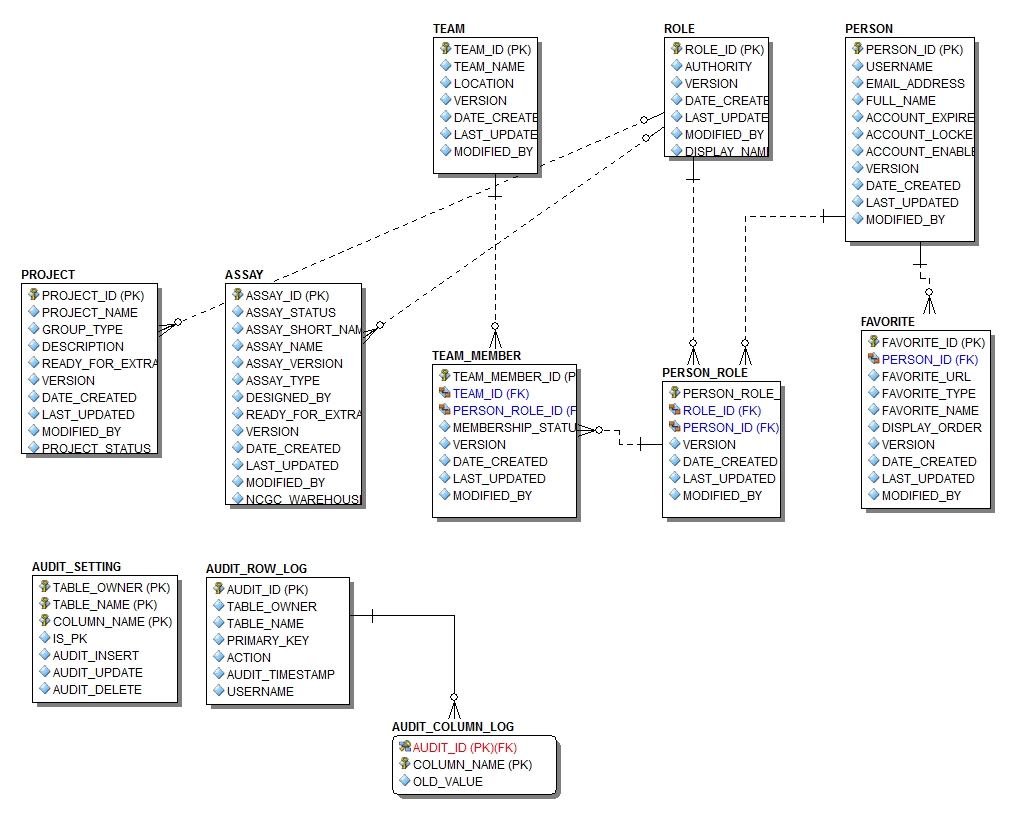 TEAM
TEAM_ID (PK)
TEAM_NAME
LOCATION
VERSION
DATE_CREATE
LAST_UPDATE
MODIFIED_BY
ROLE
ROLE_ID (PK)
AUTHORITY
VERSION
DATE_CREATE
LAST_UPDATE
MODIFIED_BY
DISPLAY_NAM
PERSON
PERSON_ID (PK)
USERNAME
EMAIL_ADDRESS
FULL_NAME
ACCOUNT_EXPIRE
ACCOUNT_LOCKE
ACCOUNT_ENABL
VERSION
DATE_CREATED
LAST_UPDATED
MODIFIED_BY
PROJECT
PROJECT_ID (PK)
PROJECT_NAME
GROUP_TYPE
DESCRIPTION
READY_FOR_EXTRA
VERSION
DATE_CREATED
LAST_UPDATED
MODIFIED_BY
PROJECT_STATUS
ASSAY
ASSAY_ID (PK)
ASSAY_STATUS
ASSAY_SHORT_NAM
ASSAY_NAME
ASSAY_VERSION
ASSAY_TYPE
DESIGNED_BY
READY_FOR_EXTRA
VERSION
DATE_CREATED
LAST_UPDATED
MODIFIED_BY
NCGC_WAREHOUS
TEAM_MEMBER
TEAM_MEMBER_ID (P
TEAM_ID (FK)
PERSON_ROLE_ID (F
MEMBERSHIP_STATU
VERSION
DATE_CREATED
LAST_UPDATED
MODIFIED_BY
PERSON_ROLE
PERSON_ROLE_
ROLE_ID (FK)
PERSON_ID (FK)
VERSION
DATE_CREATED
LAST_UPDATED
MODIFIED_BY
FAVORITE
FAVORITE_ID (PK)
PERSON_ID (FK)
FAVORITE_URL
FAVORITE_TYPE
FAVORITE_NAME
DISPLAY_ORDER
VERSION
DATE_CREATED
LAST_UPDATED
MODIFIED_BY
AUDIT_SETTING
TABLE_OWNER (PK)
TABLE_NAME (PK)
COLUMN_NAME (PK)
IS_PK
AUDIT_INSERT
AUDIT_UPDATE
AUDIT_DELETE
AUDIT_ROW_LOG
AUDIT_ID (PK)
TABLE_OWNER
TABLE_NAME
PRIMARY_KEY
ACTION
AUDIT_TIMESTAMP
USERNAME
AUDIT_COLUMN_LOG
AUDIT_ID (PK)(FK)
COLUMN_NAME (PK)
OLD_VALUE